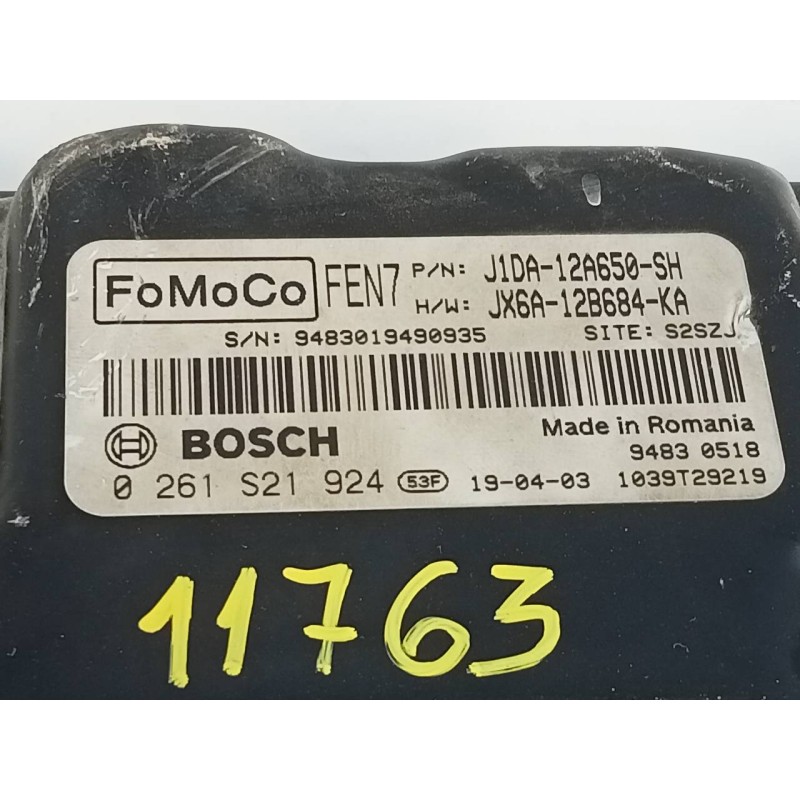 FoMoCo FEN7 P/N: J1DA-12A650-SH
H/W: JX6A-12B684-KA
S/N: 9483019490935 SITE: S2SZJ
BOSCH Made in Romania
9483 0518
0 261 S21 924 53F 19-04-03 1039T29219
11763